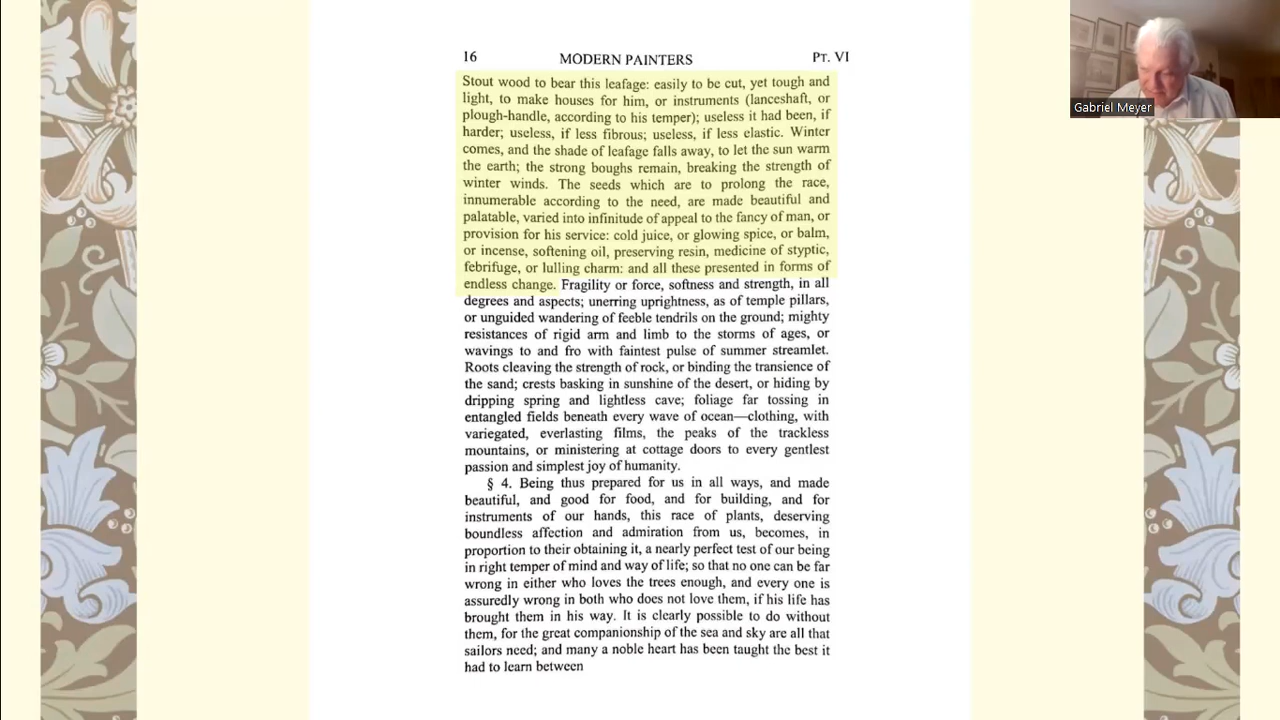 16 MODERN PAINTERS PT. VI
Stout wood to bear this leafage: easily to be cut, yet tough and
light, to make houses for him, or instruments (lanceshaft, or
plough-handle, according to his temper); useless it had been, if
harder; useless, if less fibrous; useless, if less elastic. Winter
comes, and the shade of leafage falls away, to let the sun warm
the earth; the strong boughs remain, breaking the strength of
winter winds. The seeds which are to prolong the race,
innumerable according to the need, are made beautiful and
palatable, varied into infinitude of appeal to the fancy of man, or
provision for his service: cold juice, or glowing spice, or balm,
or incense, softening oil, preserving resin, medicine of styptic,
febrifuge, or lulling charm: and all these presented in forms of
endless change. Fragility or force, softness and strength, in all
degrees and aspects; unerring uprightness, as of temple pillars,
or unguided wandering of feeble tendrils on the ground; mighty
resistances of rigid arm and limb to the storms of ages, or
wavings to and fro with faintest pulse of summer streamlet.
Roots cleaving the strength of rock, or binding the transience of
the sand; crests basking in sunshine of the desert, or hiding by
dripping spring and lightless cave; foliage far tossing in
entangled fields beneath every wave of ocean—clothing, with
variegated, everlasting films, the peaks of the trackless
mountains, or ministering at cottage doors to every gentlest
passion and simplest joy of humanity.
§ 4. Being thus prepared for us in all ways, and made
beautiful, and good for food, and for building, and for
instruments of our hands, this race of plants, deserving
boundless affection and admiration from us, becomes, in
proportion to their obtaining it, a nearly perfect test of our being
in right temper of mind and way of life; so that no one can be far
wrong in either who loves the trees enough, and every one is
assuredly wrong in both who does not love them, if his life has
brought them in his way. It is clearly possible to do without
them, for the great companionship of the sea and sky are all that
sailors need; and many a noble heart has been taught the best it
had to learn between
Gabriel Meyer